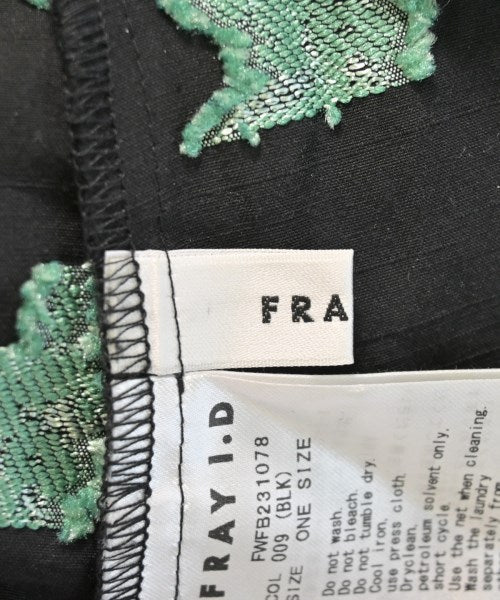 FRA
FRAY I.D
FWFB231078
COL 009 (BLK)
SIZE ONE SIZE
Do not wash.
Do not bleach.
Do not tumble dry.
Cool iron.
use press cloth
Dryclean.
petroleum solvent only.
short cycle.
Use the net when cleaning.
Wash the laundry
separately from